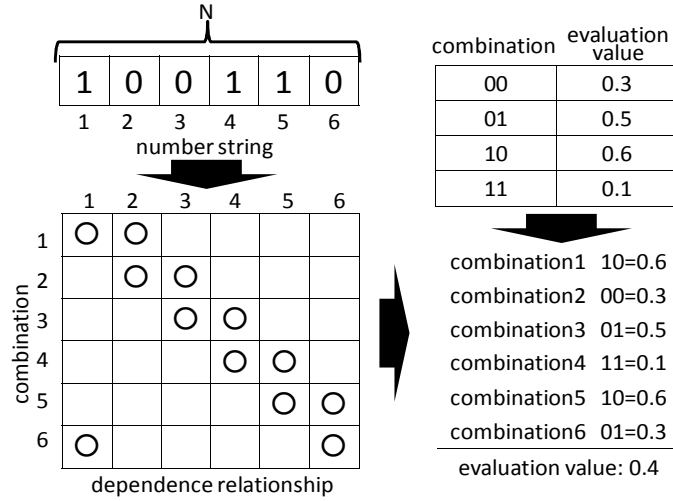 N
1 0 0 1 1 0
1 2 3 4 5 6
number string
1 2 3 4 5 6
1
2
3
4
5
6
combination
dependence relationship
combination evaluation value
00 0.3
01 0.5
10 0.6
11 0.1
combination1 10=0.6
combination2 00=0.3
combination3 01=0.5
combination4 11=0.1
combination5 10=0.6
combination6 01=0.3
evaluation value: 0.4